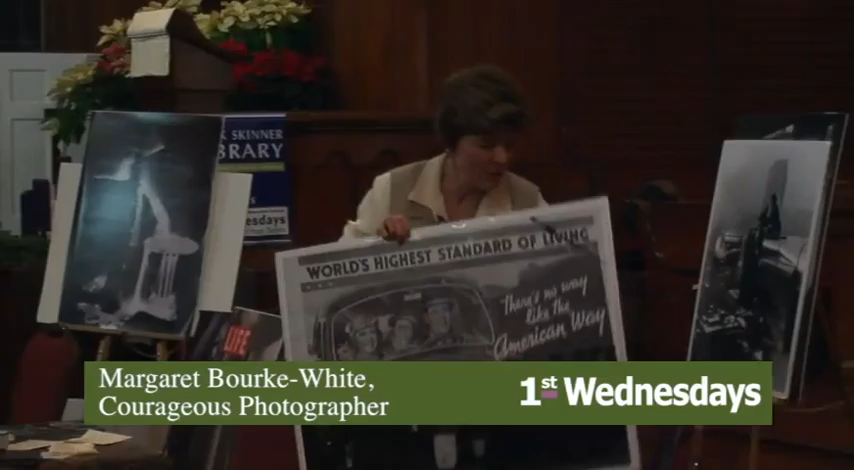 K SKINNER
BRARY
esdays
LIFE
WORLD'S HIGHEST STANDARD OF LIVING
There's no way
like the
American Way
Margaret Bourke-White,
Courageous Photographer
1st Wednesdays